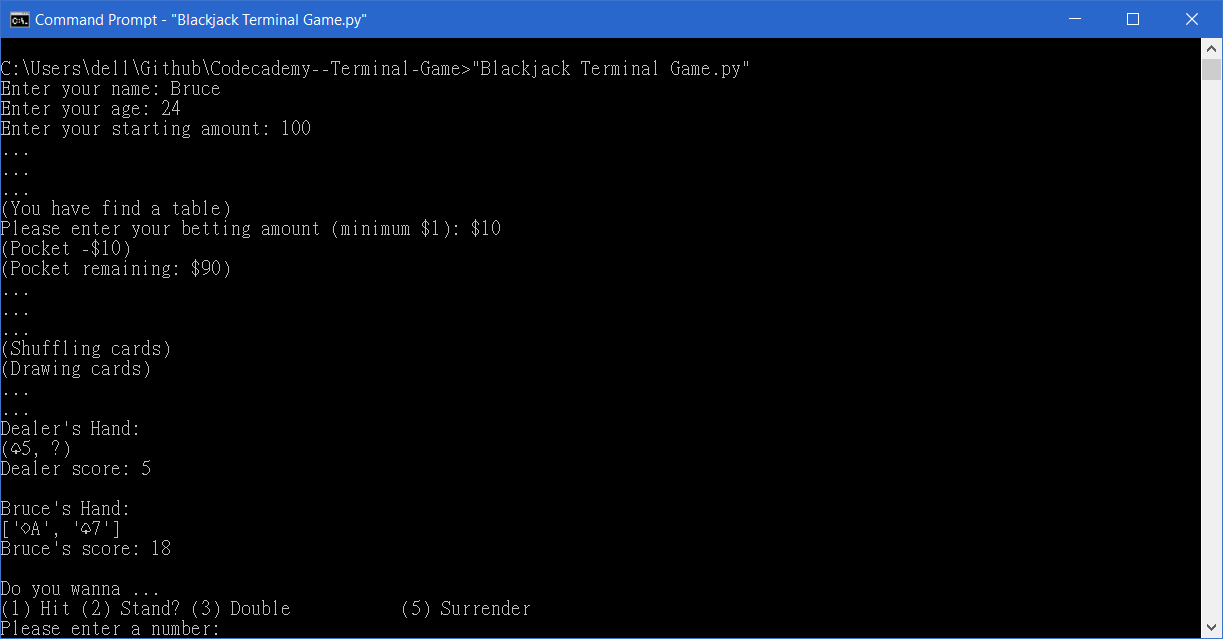 Command Prompt - "Blackjack Terminal Game.py"
C:\Users\dell\Github\Codecademy--Terminal-Game>"Blackjack Terminal Game.py"
Enter your name: Bruce
Enter your age: 24
Enter your starting amount: 100
...
...
...
(You have find a table)
Please enter your betting amount (minimum $1): $10
(Pocket -$10)
(Pocket remaining: $90)
...
...
...
(Shuffling cards)
(Drawing cards)
...
...
Dealer's Hand:
(♤5, ?)
Dealer score: 5
Bruce's Hand:
['♢A', '♤7']
Bruce's score: 18
Do you wanna ...
(1) Hit (2) Stand? (3) Double (5) Surrender
Please enter a number: